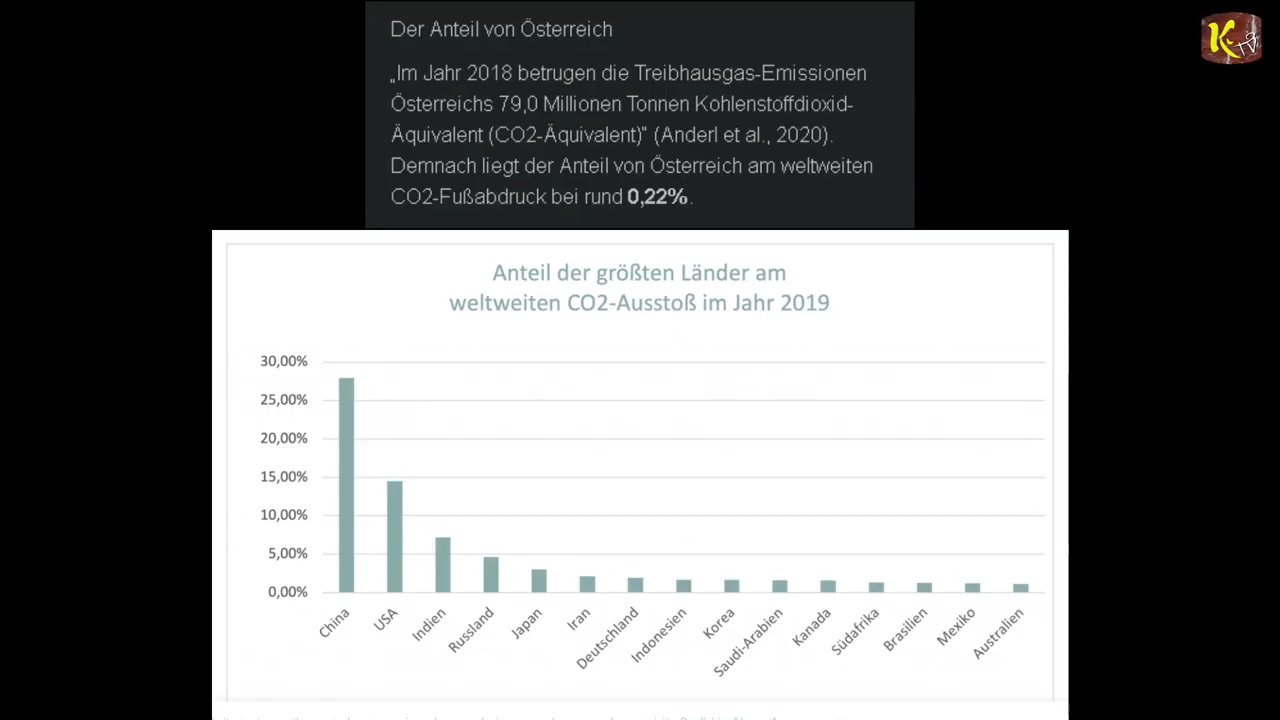 Der Anteil von Österreich
„Im Jahr 2018 betrugen die Treibhausgas-Emissionen
Österreichs 79,0 Millionen Tonnen Kohlenstoffdioxid-
Äquivalent (CO2-Äquivalent)" (Anderl et al., 2020).
Demnach liegt der Anteil von Österreich am weltweiten
CO2-Fußabdruck bei rund 0,22%.
K TV
Anteil der größten Länder am
weltweiten CO2-Ausstoß im Jahr 2019
30,00%
25,00%
20,00%
15,00%
10,00%
5,00%
0,00%
China
USA
Indien
Russland
Japan
Iran
Deutschland
Indonesien
Korea
Saudi-Arabien
Kanada
Südafrika
Brasilien
Mexiko
Australien